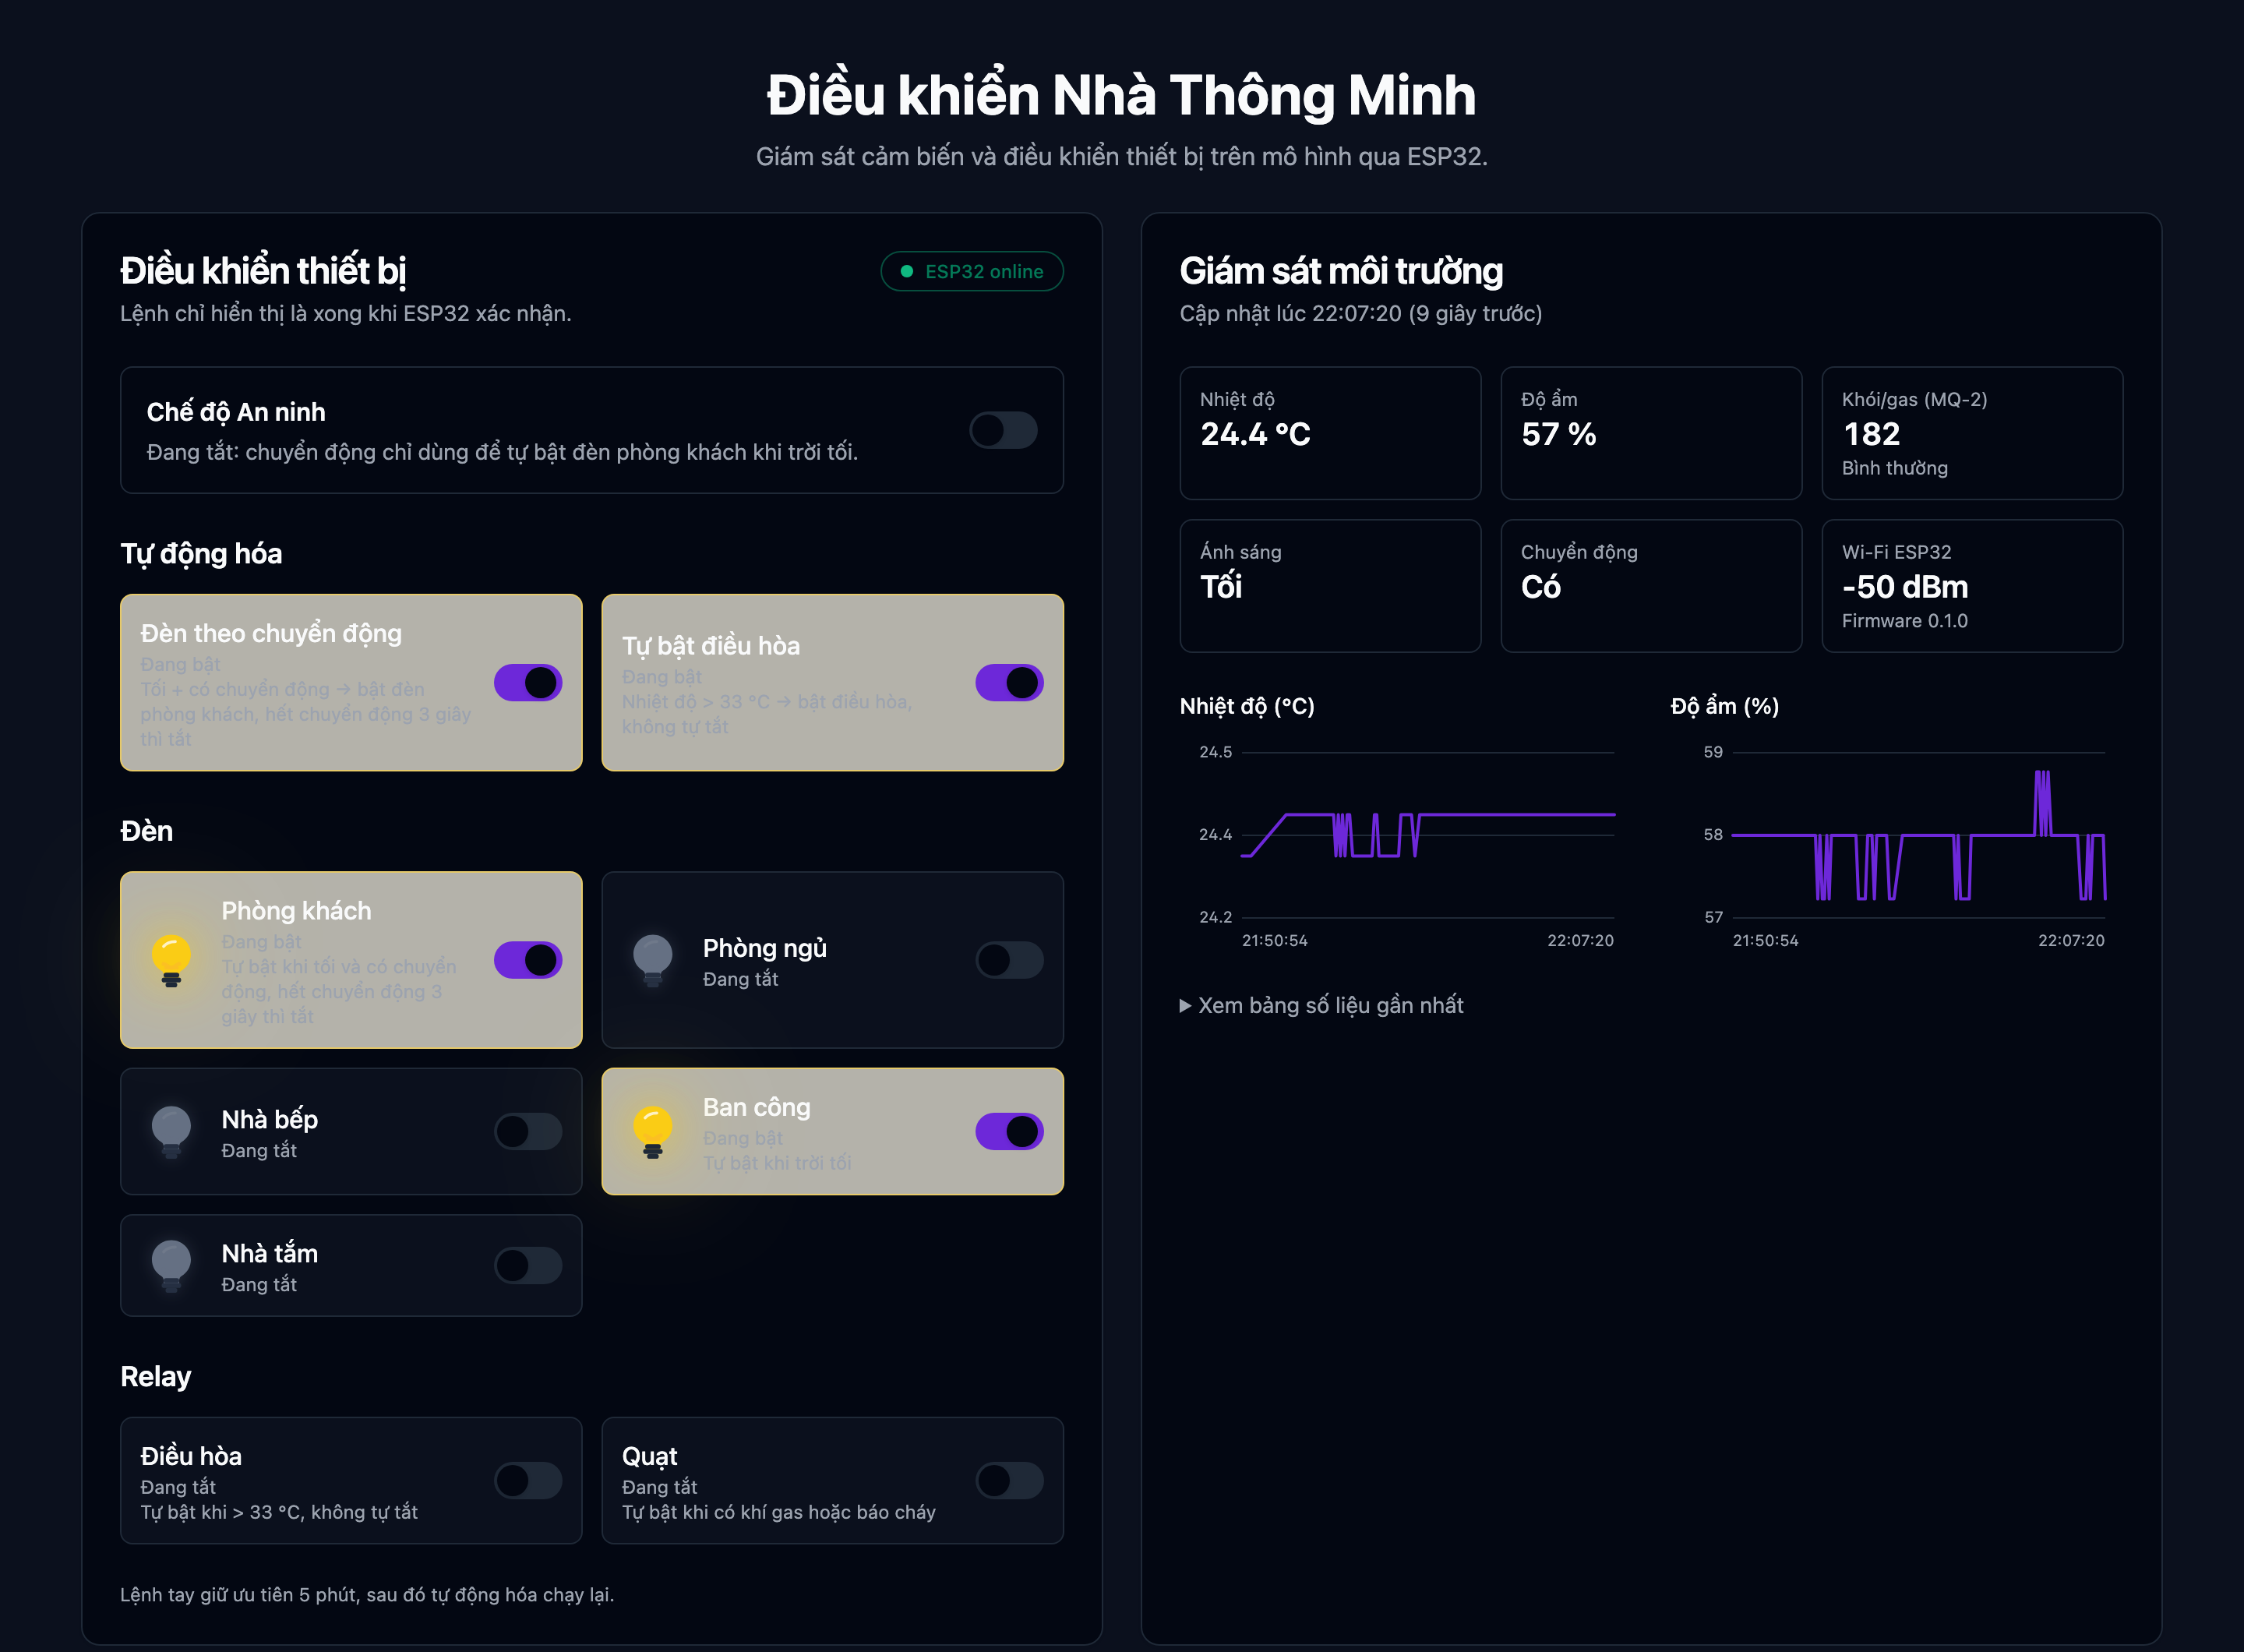 Điều khiển Nhà Thông Minh
Giám sát cảm biến và điều khiển thiết bị trên mô hình qua ESP32.
Điều khiển thiết bị
ESP32 online
Lệnh chỉ hiển thị là xong khi ESP32 xác nhận.
Chế độ An ninh
Đang tắt: chuyển động chỉ dùng để tự bật đèn phòng khách khi trời tối.
Tự động hóa
Đèn theo chuyển động
Đang bật
Tối + có chuyển động → bật đèn
phòng khách, hết chuyển động 3 giây
thì tắt
Tự bật điều hòa
Đang bật
Nhiệt độ > 33 °C → bật điều hòa,
không tự tắt
Đèn
Phòng khách
Đang bật
Tự bật khi tối và có chuyển
động, hết chuyển động 3
giây thì tắt
Phòng ngủ
Đang tắt
Nhà bếp
Đang tắt
Ban công
Đang bật
Tự bật khi trời tối
Nhà tắm
Đang tắt
Relay
Điều hòa
Đang tắt
Tự bật khi > 33 °C, không tự tắt
Quạt
Đang tắt
Tự bật khi có khí gas hoặc báo cháy
Lệnh tay giữ ưu tiên 5 phút, sau đó tự động hóa chạy lại.
Giám sát môi trường
Cập nhật lúc 22:07:20 (9 giây trước)
Nhiệt độ
24.4 °C
Độ ẩm
57 %
Khói/gas (MQ-2)
182
Bình thường
Ánh sáng
Tối
Chuyển động
Có
Wi-Fi ESP32
-50 dBm
Firmware 0.1.0
Nhiệt độ (°C)
24.5
24.4
24.2
21:50:54 22:07:20
Độ ẩm (%)
59
58
57
21:50:54 22:07:20
▶ Xem bảng số liệu gần nhất